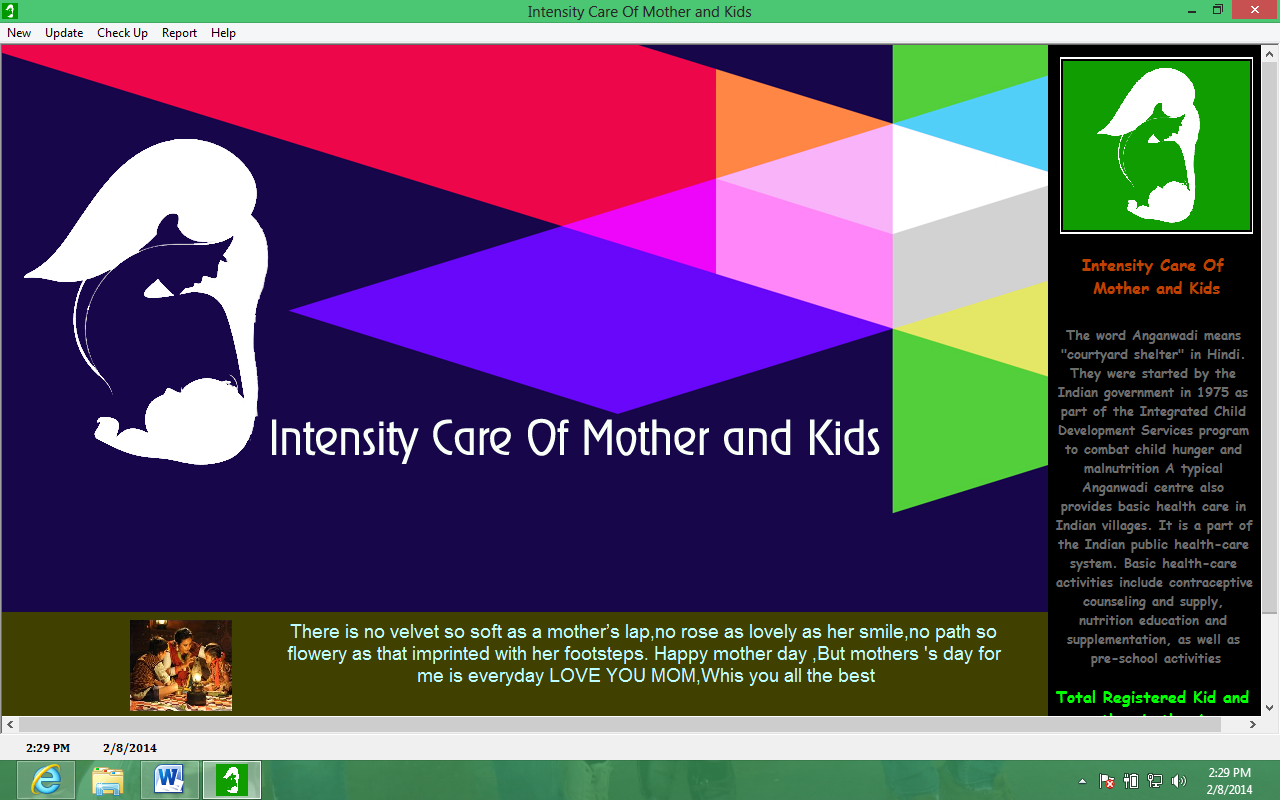 Intensity Care Of Mother and Kids
New Update Check Up Report Help
Intensity Care Of Mother and Kids
There is no velvet so soft as a mother’s lap,no rose as lovely as her smile,no path so
flowery as that imprinted with her footsteps. Happy mother day ,But mothers 's day for
me is everyday LOVE YOU MOM,Whis you all the best
Intensity Care Of
Mother and Kids
The word Anganwadi means
"courtyard shelter" in Hindi.
They were started by the
Indian government in 1975 as
part of the Integrated Child
Development Services program
to combat child hunger and
malnutrition A typical
Anganwadi centre also
provides basic health care in
Indian villages. It is a part of
the Indian public health-care
system. Basic health-care
activities include contraceptive
counseling and supply,
nutrition education and
supplementation, as well as
pre-school activities
Total Registered Kid and
2:29 PM 2/8/2014
2:29 PM
2/8/2014